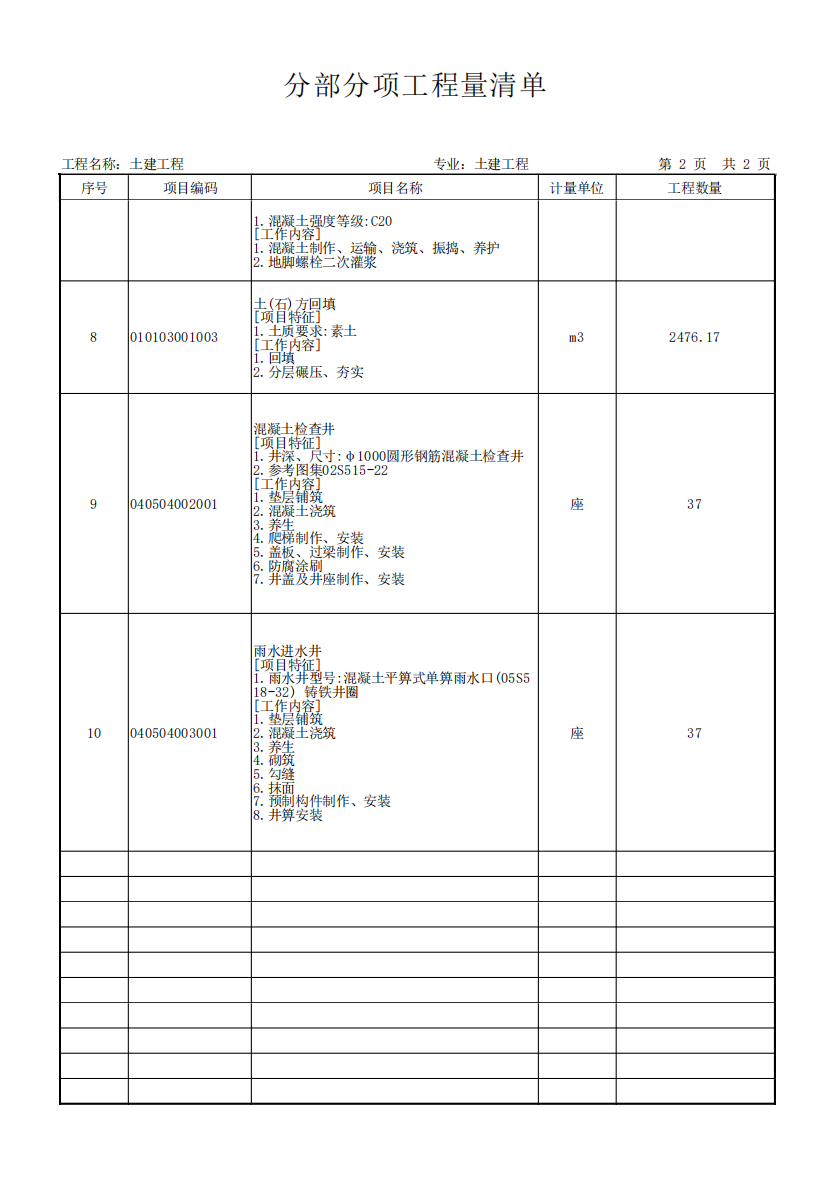 分部分项工程量清单
工程名称：土建工程 专业：土建工程 第 2 页 共 2 页
序号 项目编码 项目名称 计量单位 工程数量
1.混凝土强度等级:C20
[工作内容]
1.混凝土制作、运输、浇筑、振捣、养护
2.地脚螺栓二次灌浆
土(石)方回填
[项目特征]
1.土质要求:素土
8 010103001003 m3 2476.17
[工作内容]
1.回填
2.分层碾压、夯实
混凝土检查井
[项目特征]
1.井深、尺寸:φ1000圆形钢筋混凝土检查井
2.参考图集02S515-22
[工作内容]
1.垫层铺筑
9 040504002001 座 37
2.混凝土浇筑
3.养生
4.爬梯制作、安装
5.盖板、过梁制作、安装
6.防腐涂刷
7.井盖及井座制作、安装
雨水进水井
[项目特征]
1.雨水井型号:混凝土平箅式单箅雨水口(05S5
18-32) 铸铁井圈
[工作内容]
1.垫层铺筑
10 040504003001 座 37
2.混凝土浇筑
3.养生
4.砌筑
5.勾缝
6.抹面
7.预制构件制作、安装
8.井箅安装